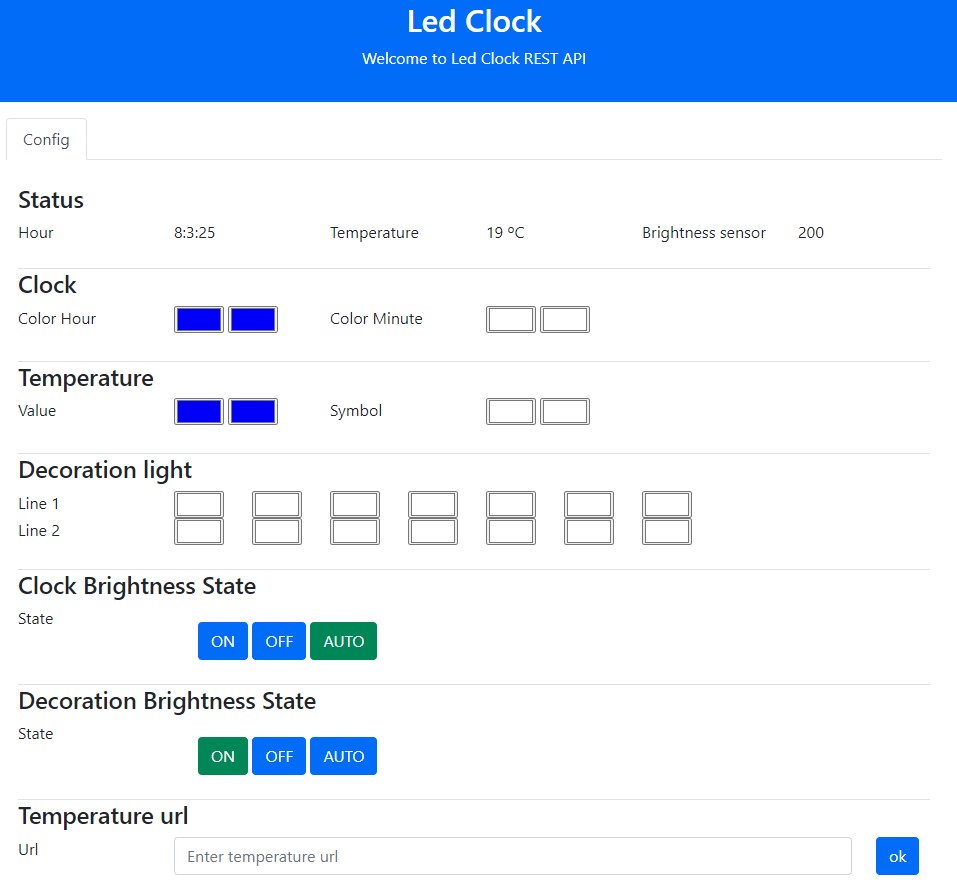 Led Clock
Welcome to Led Clock REST API
Config
Status
Hour 8:3:25 Temperature 19 ºC Brightness sensor 200
Clock
Color Hour Color Minute
Temperature
Value Symbol
Decoration light
Line 1
Line 2
Clock Brightness State
State
ON OFF AUTO
Decoration Brightness State
State
ON OFF AUTO
Temperature url
Url Enter temperature url ok